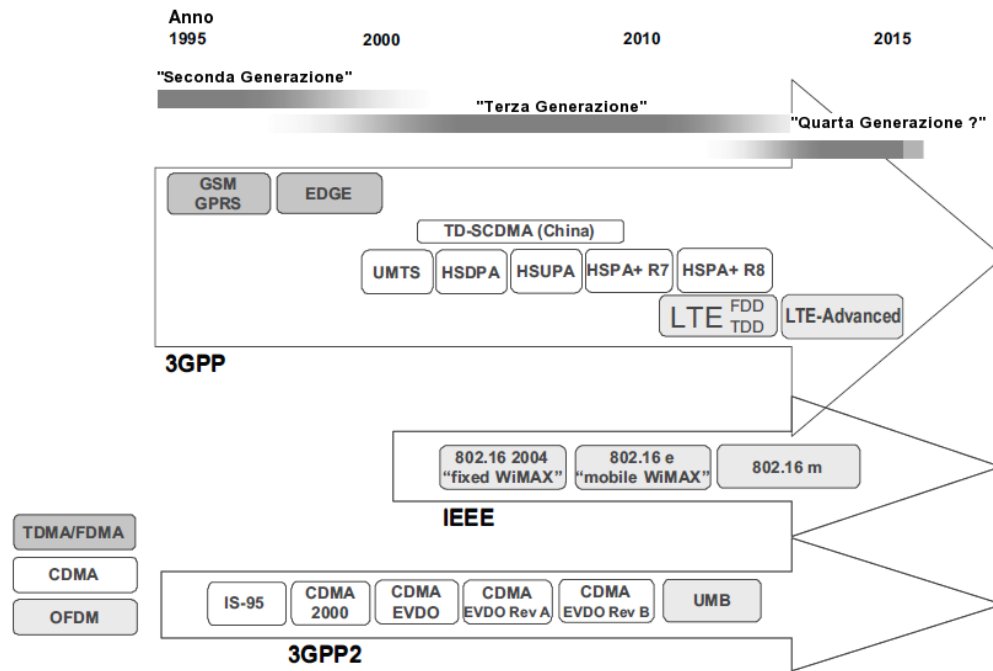 Anno
1995 2000 2010 2015
"Seconda Generazione"
"Terza Generazione"
"Quarta Generazione ?"
GSM
GPRS
EDGE
TD-SCDMA (China)
UMTS HSDPA HSUPA HSPA+ R7 HSPA+ R8
LTE FDD
TDD
LTE-Advanced
3GPP
802.16 2004
“fixed WiMAX”
802.16 e
“mobile WiMAX”
802.16 m
IEEE
TDMA/FDMA
CDMA
OFDM
IS-95
CDMA
2000
CDMA
EVDO
CDMA
EVDO Rev A
CDMA
EVDO Rev B
UMB
3GPP2